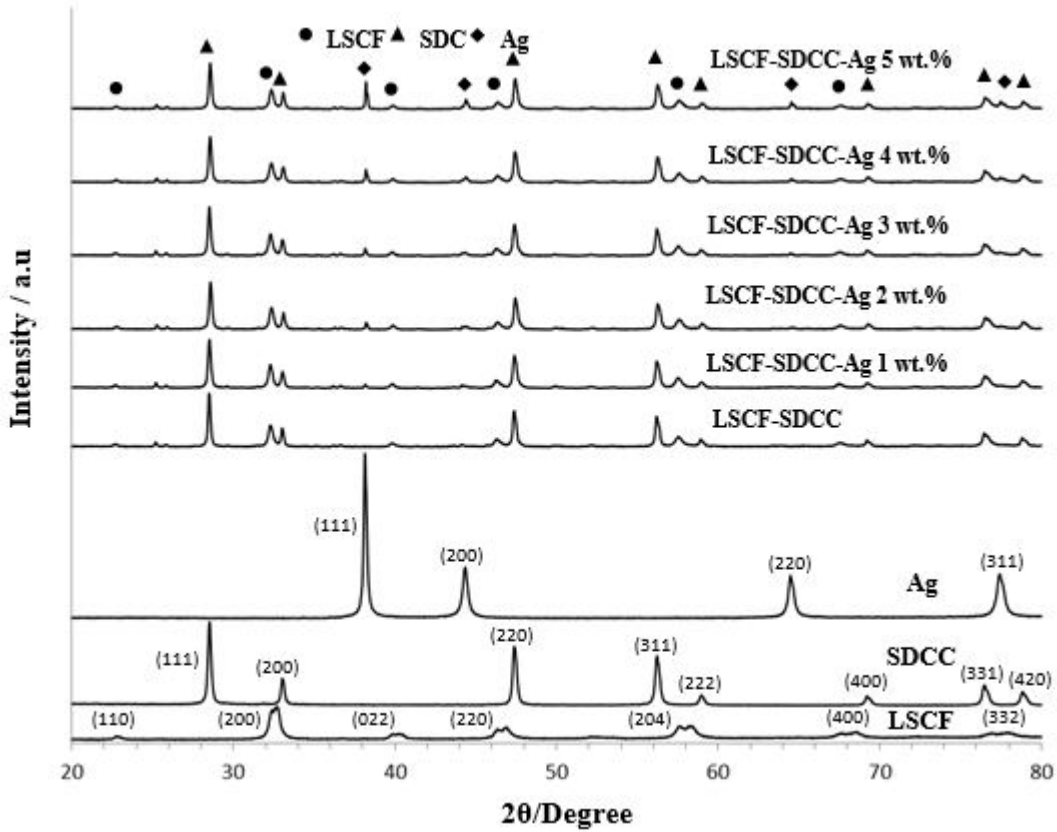 ● LSCF ▲ SDC ◆ Ag
LSCF-SDCC-Ag 5 wt.%
LSCF-SDCC-Ag 4 wt.%
LSCF-SDCC-Ag 3 wt.%
LSCF-SDCC-Ag 2 wt.%
LSCF-SDCC-Ag 1 wt.%
LSCF-SDCC
(111) (200) (220) (311)
Ag
(111) (200) (220) (311) (222) (400) (331) (420)
SDCC
(110) (200) (022) (220) (204) (400) (332)
LSCF
20 30 40 50 60 70 80
2θ/Degree
Intensity / a.u